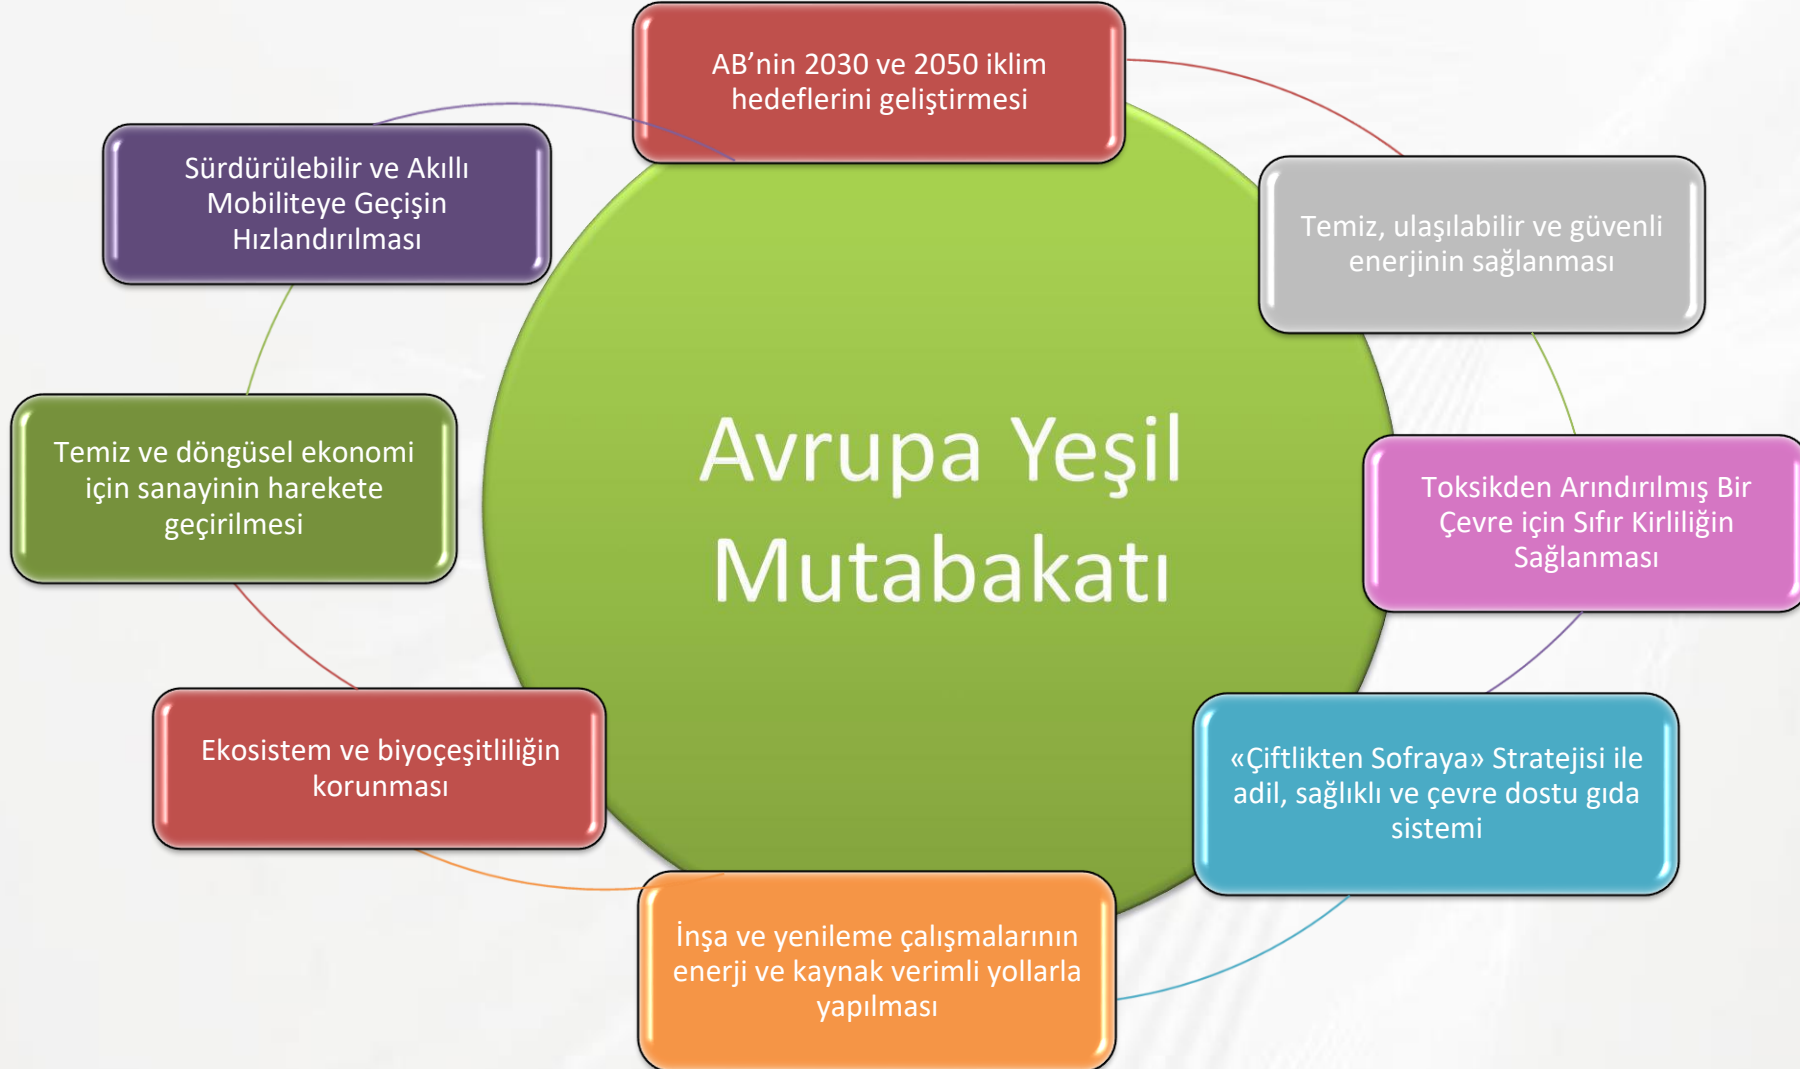 AB’nin 2030 ve 2050 iklim
hedeflerini geliştirmesi
Temiz, ulaşılabilir ve güvenli
enerjinin sağlanması
Toksikden Arındırılmış Bir
Çevre için Sıfır Kirliliğin
Sağlanması
«Çiftlikten Sofraya» Stratejisi ile
adil, sağlıklı ve çevre dostu gıda
sistemi
İnşa ve yenileme çalışmalarının
enerji ve kaynak verimli yollarla
yapılması
Ekosistem ve biyoçeşitliliğin
korunması
Temiz ve döngüsel ekonomi
için sanayinin harekete
geçirilmesi
Sürdürülebilir ve Akıllı
Mobiliteye Geçişin
Hızlandırılması
Avrupa Yeşil
Mutabakatı